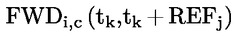 FWD_{i,c} (t_k,t_k + REF_j)